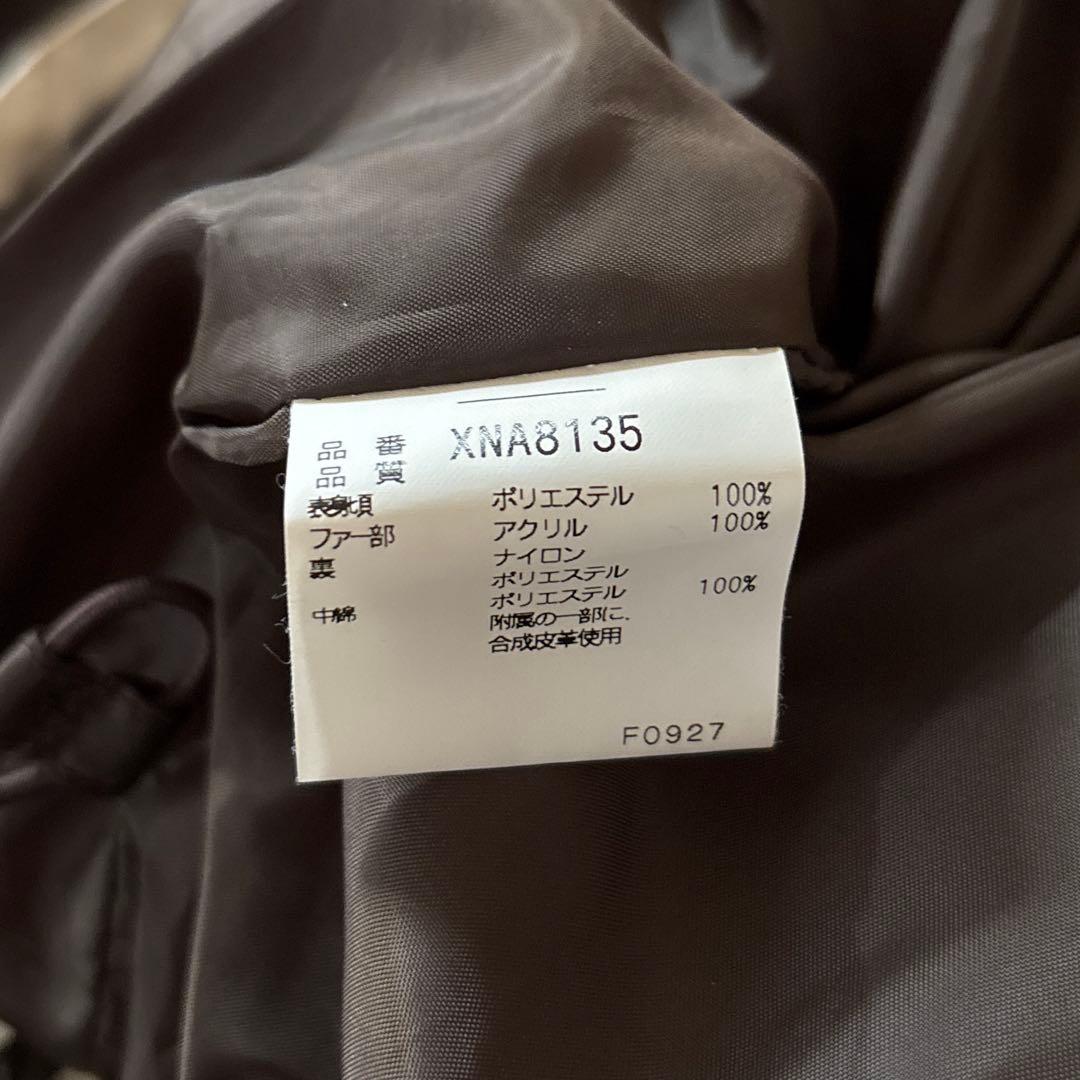 品 番 XNA8135
品 質
表身頃 ポリエステル 100%
ファー部 アクリル 100%
裏 ナイロン
ポリエステル
中綿 ポリエステル 100%
附属の一部に、
合成皮革使用
F0927